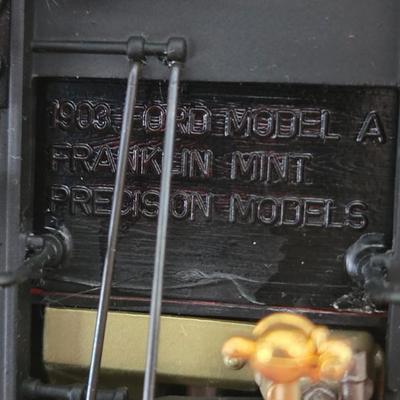 1903 FORD MODEL A
FRANKLIN MINT
PRECISION MODELS